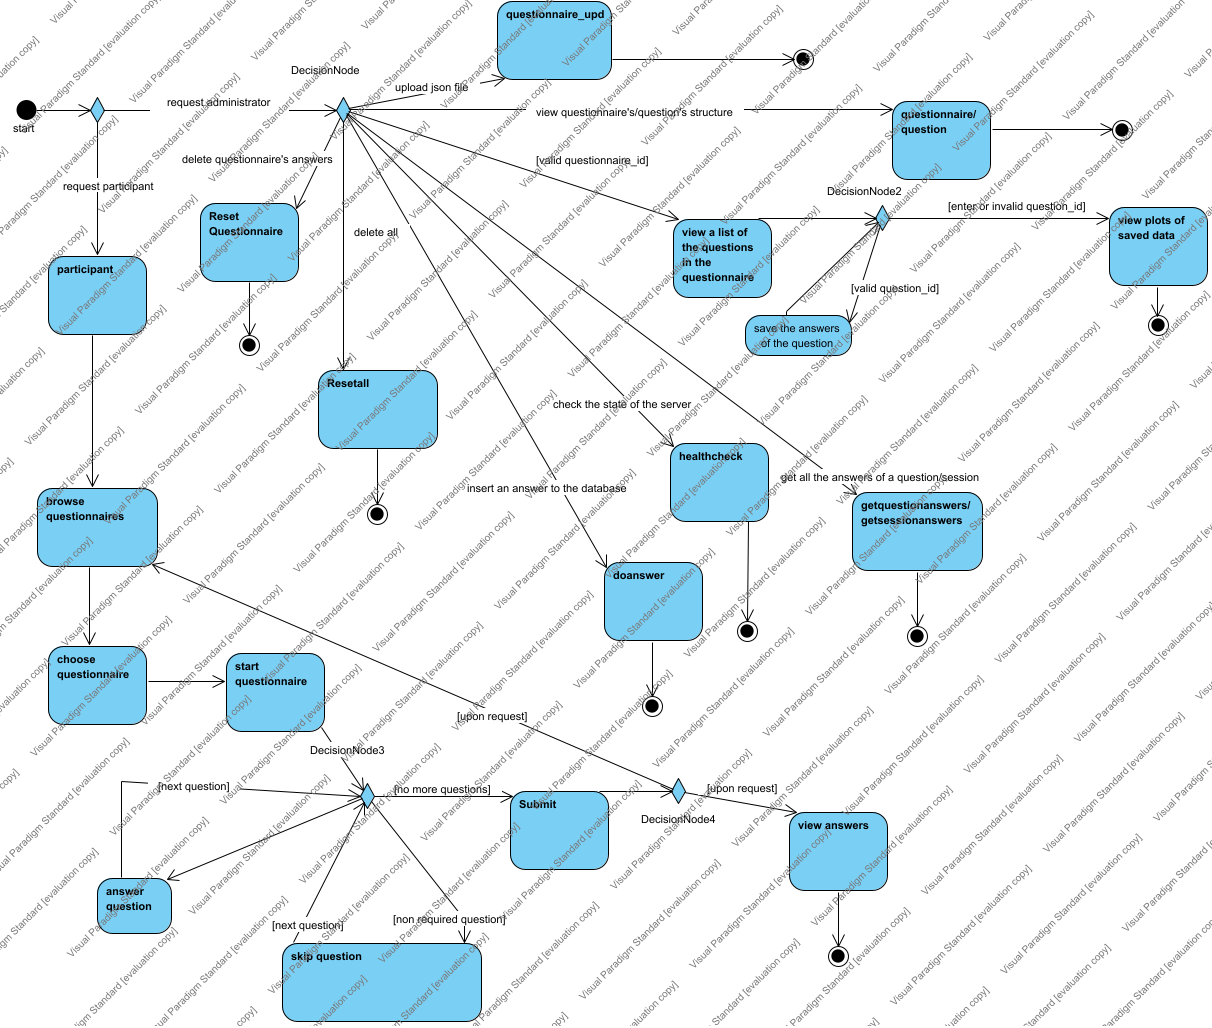 questionnaire_upd
DecisionNode
upload json file
request administrator
start
view questionnaire's/question's structure
questionnaire/
question
delete questionnaire's answers
[valid questionnaire_id]
request participant
DecisionNode2
[enter or invalid question_id]
Reset
Questionnaire
delete all
view a list of
the questions
in the
questionnaire
view plots of
saved data
participant
[valid question_id]
save the answers
of the question
Resetall
check the state of the server
healthcheck
get all the answers of a question/session
insert an answer to the database
browse
questionnaires
getquestionanswers/
getsessionanswers
doanswer
choose
questionnaire
start
questionnaire
[upon request]
DecisionNode3
[next question]
[no more questions]
[upon request]
Submit
DecisionNode4
view answers
answer
question
[next question]
[non required question]
skip question
Visual Paradigm Standard [evaluation copy]